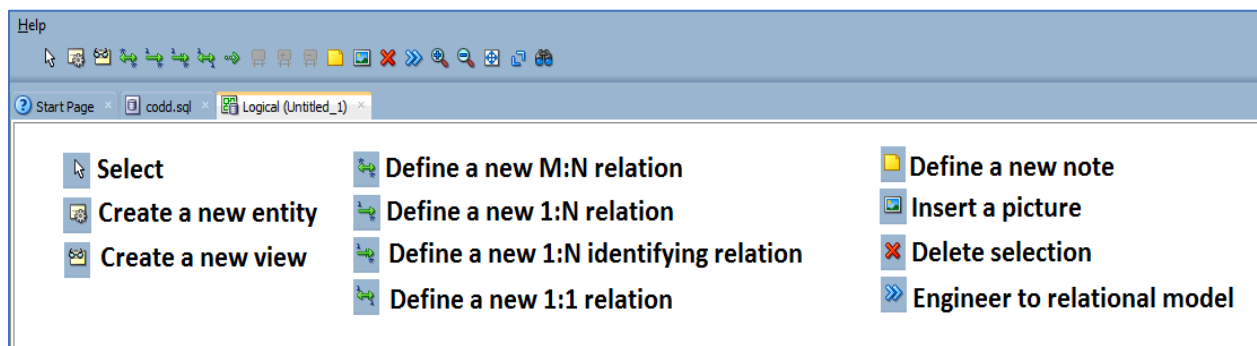 Help
Start Page codd.sql Logical (Untitled_1)
Select
Create a new entity
Create a new view
Define a new M:N relation
Define a new 1:N relation
Define a new 1:N identifying relation
Define a new 1:1 relation
Define a new note
Insert a picture
Delete selection
Engineer to relational model